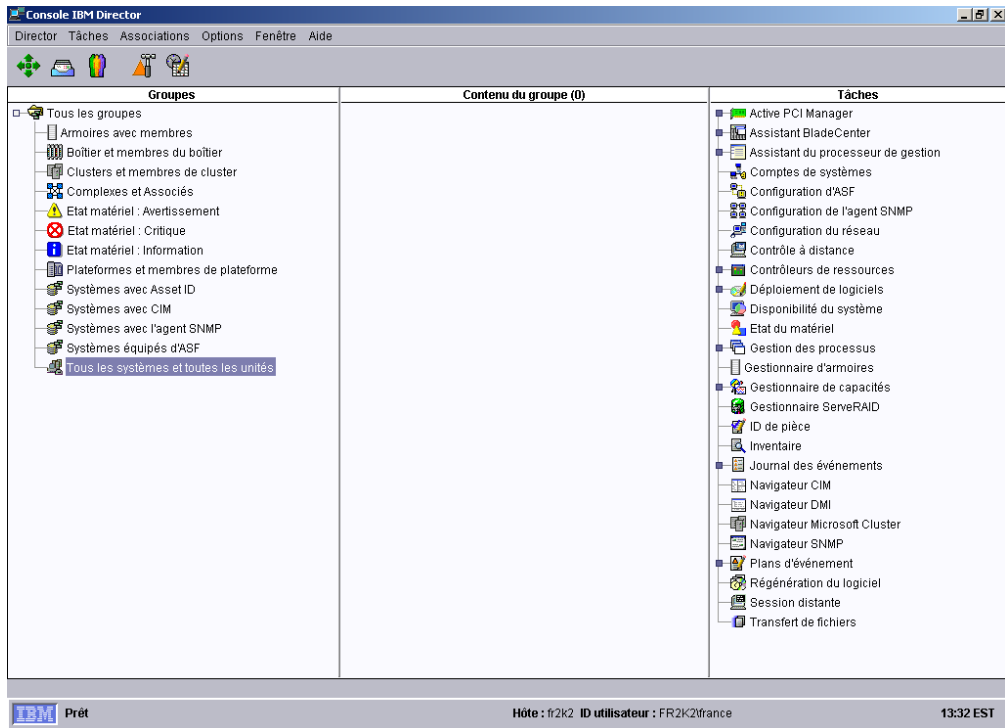 Console IBM Director
Director Tâches Associations Options Fenêtre Aide
Groupes
Tous les groupes
Armoires avec membres
Boîtier et membres du boîtier
Clusters et membres de cluster
Complexes et Associés
Etat matériel : Avertissement
Etat matériel : Critique
Etat matériel : Information
Plateformes et membres de plateforme
Systèmes avec Asset ID
Systèmes avec CIM
Systèmes avec l'agent SNMP
Systèmes équipés d'ASF
Tous les systèmes et toutes les unités
Contenu du groupe (0)
Tâches
Active PCI Manager
Assistant BladeCenter
Assistant du processeur de gestion
Comptes de systèmes
Configuration d'ASF
Configuration de l'agent SNMP
Configuration du réseau
Contrôle à distance
Contrôleurs de ressources
Déploiement de logiciels
Disponibilité du système
Etat du matériel
Gestion des processus
Gestionnaire d'armoires
Gestionnaire de capacités
Gestionnaire ServeRAID
ID de pièce
Inventaire
Journal des événements
Navigateur CIM
Navigateur DMI
Navigateur Microsoft Cluster
Navigateur SNMP
Plans d'événement
Régénération du logiciel
Session distante
Transfert de fichiers
IBM Prêt
Hôte : fr2k2 ID utilisateur : FR2K2\france
13:32 EST